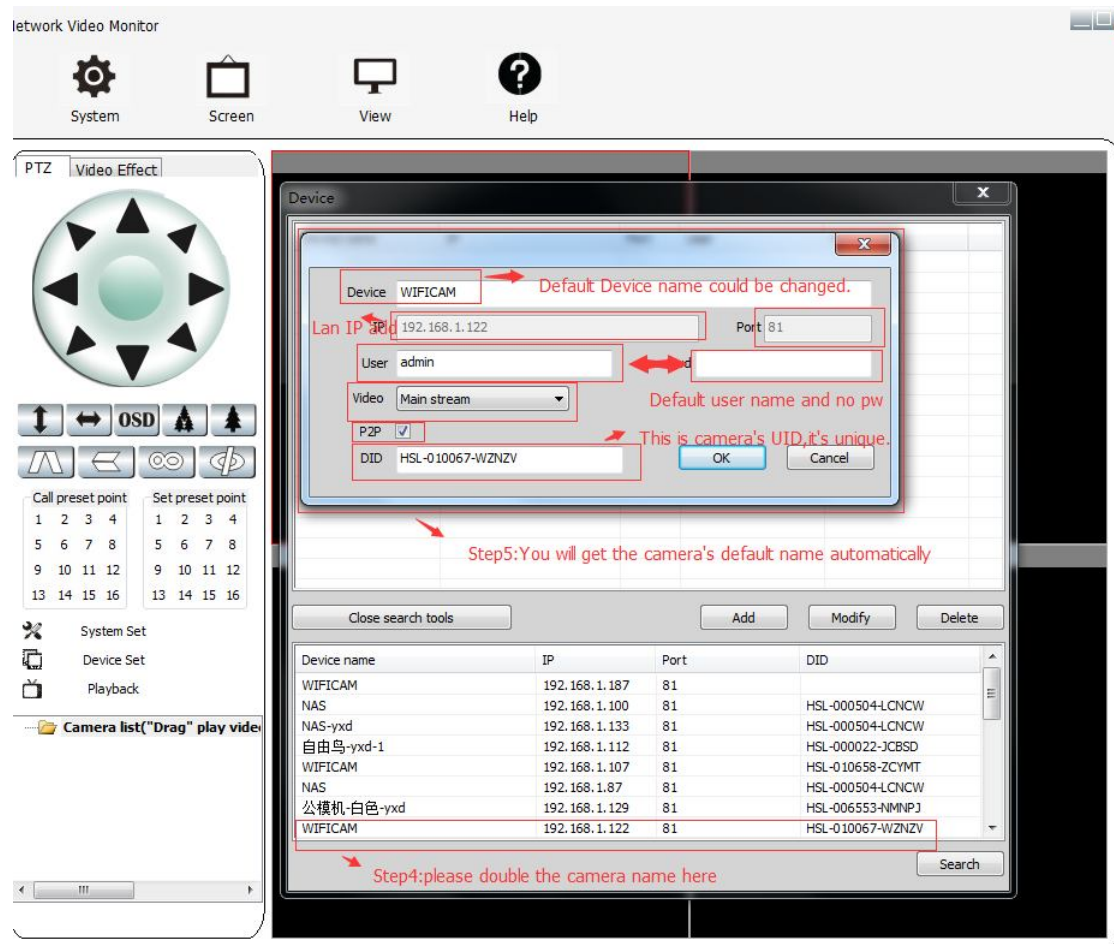 letwork Video Monitor
System Screen View Help
PTZ Video Effect
Device
Device WIFICAM
Default Device name could be changed.
Lan IP add
IP 192.168.1.122 Port 81
User admin
Video Main stream
Default user name and no pw
P2P
This is camera's UID,it's unique.
DID HSL-010067-WZNZV
OK Cancel
Step5:You will get the camera's default name automatically
OSD
Call preset point Set preset point
1 2 3 4 1 2 3 4
5 6 7 8 5 6 7 8
9 10 11 12 9 10 11 12
13 14 15 16 13 14 15 16
System Set
Device Set
Playback
Camera list("Drag" play vide
Close search tools Add Modify Delete
Device name IP Port DID
WIFICAM 192.168.1.187 81
NAS 192.168.1.100 81 HSL-000504-LCNCW
NAS-yxd 192.168.1.133 81 HSL-000504-LCNCW
自由鸟-yxd-1 192.168.1.112 81 HSL-000022-JCBSD
WIFICAM 192.168.1.107 81 HSL-010658-ZCYMT
NAS 192.168.1.87 81 HSL-000504-LCNCW
公模机-白色-yxd 192.168.1.129 81 HSL-006553-NMNPJ
WIFICAM 192.168.1.122 81 HSL-010067-WZNZV
Step4:please double the camera name here
Search